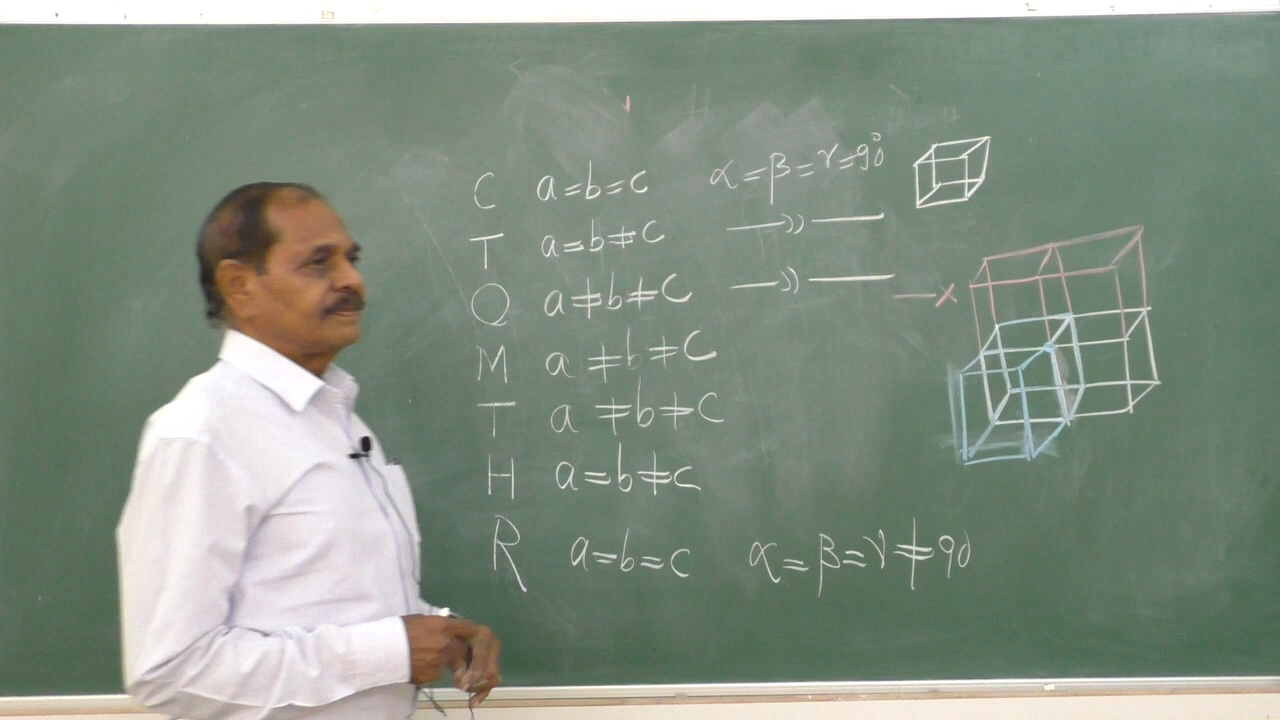 C a=b=c α=β=γ=90°
T a=b≠c —〃—
O a≠b≠c —〃— —x
M a≠b≠c
T a≠b≠c
H a=b≠c
R a=b=c α=β=γ≠90